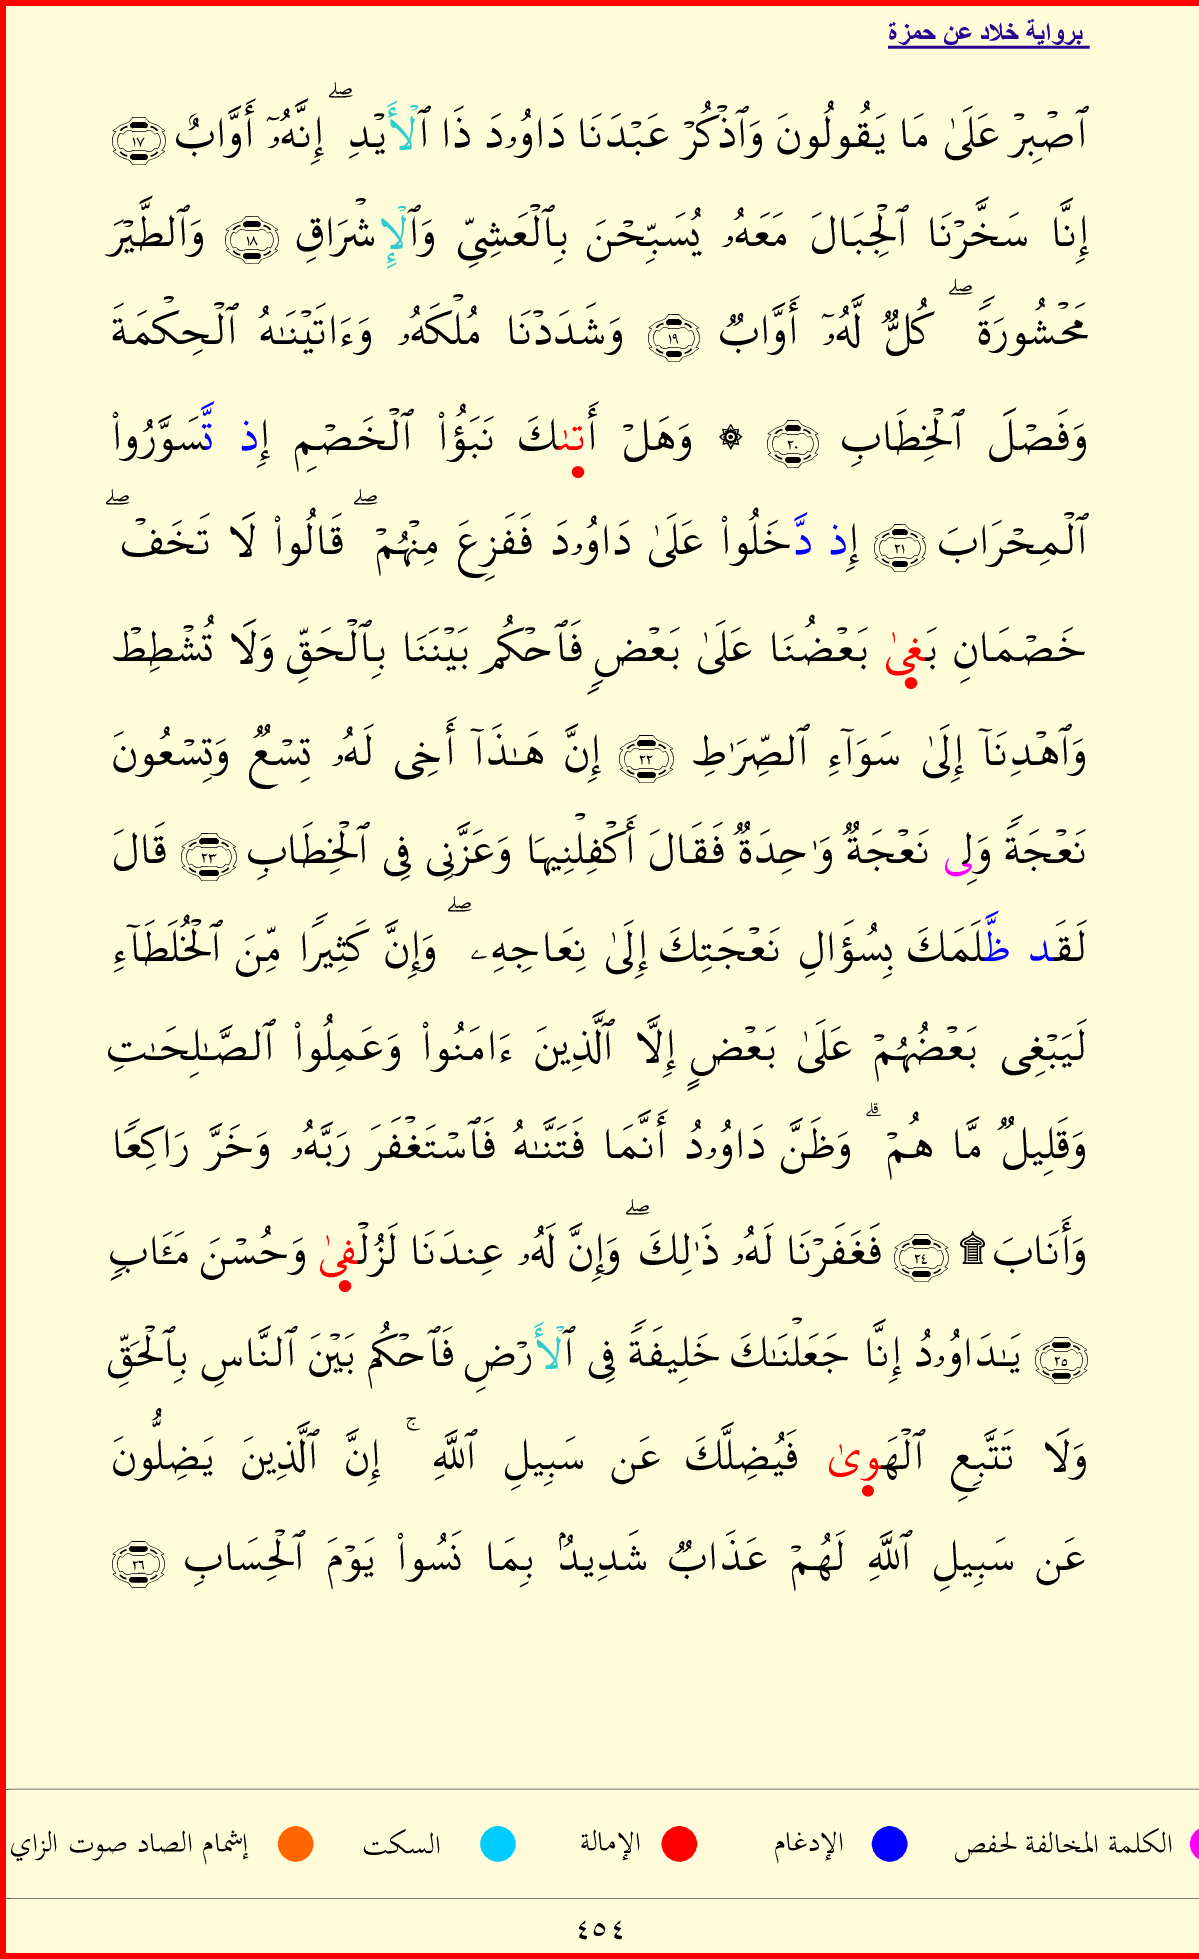 برواية خلاد عن حمزة
ٱصۡبِرۡ عَلَىٰ مَا يَقُولُونَ وَٱذۡكُرۡ عَبۡدَنَا دَاوُۥدَ ذَا ٱلۡأَيۡدِۖ إِنَّهُۥٓ أَوَّابٌ ١٧
إِنَّا سَخَّرۡنَا ٱلۡجِبَالَ مَعَهُۥ يُسَبِّحۡنَ بِٱلۡعَشِيِّ وَٱلۡإِشۡرَاقِ ١٨ وَٱلطَّيۡرَ
مَحۡشُورَةٗۖ كُلّٞ لَّهُۥٓ أَوَّابٞ ١٩ وَشَدَدۡنَا مُلۡكَهُۥ وَءَاتَيۡنَٰهُ ٱلۡحِكۡمَةَ
وَفَصۡلَ ٱلۡخِطَابِ ٢٠ ۞ وَهَلۡ أَتىٰكَ نَبَؤُاْ ٱلۡخَصۡمِ إِذ تَّسَوَّرُواْ
ٱلۡمِحۡرَابَ ٢١ إِذ دَّخَلُواْ عَلَىٰ دَاوُۥدَ فَفَزِعَ مِنۡهُمۡۖ قَالُواْ لَا تَخَفۡۖ
خَصۡمَانِ بَغىٰ بَعۡضُنَا عَلَىٰ بَعۡضٖ فَٱحۡكُم بَيۡنَنَا بِٱلۡحَقِّ وَلَا تُشۡطِطۡ
وَٱهۡدِنَآ إِلَىٰ سَوَآءِ ٱلصِّرَٰطِ ٢٢ إِنَّ هَٰذَآ أَخِي لَهُۥ تِسۡعٞ وَتِسۡعُونَ
نَعۡجَةٗ وَلِي نَعۡجَةٞ وَٰحِدَةٞ فَقَالَ أَكۡفِلۡنِيهَا وَعَزَّنِي فِي ٱلۡخِطَابِ ٢٣ قَالَ
لَقَد ظَّلَمَكَ بِسُؤَالِ نَعۡجَتِكَ إِلَىٰ نِعَاجِهِۦۖ وَإِنَّ كَثِيرٗا مِّنَ ٱلۡخُلَطَآءِ
لَيَبۡغِي بَعۡضُهُمۡ عَلَىٰ بَعۡضٍ إِلَّا ٱلَّذِينَ ءَامَنُواْ وَعَمِلُواْ ٱلصَّٰلِحَٰتِ
وَقَلِيلٞ مَّا هُمۡۗ وَظَنَّ دَاوُۥدُ أَنَّمَا فَتَنَّٰهُ فَٱسۡتَغۡفَرَ رَبَّهُۥ وَخَرَّ رَاكِعٗا
وَأَنَابَ ۩ ٢٤ فَغَفَرۡنَا لَهُۥ ذَٰلِكَۖ وَإِنَّ لَهُۥ عِندَنَا لَزُلۡفىٰ وَحُسۡنَ مَـَٔابٖ
٢٥ يَٰدَاوُۥدُ إِنَّا جَعَلۡنَٰكَ خَلِيفَةٗ فِي ٱلۡأَرۡضِ فَٱحۡكُم بَيۡنَ ٱلنَّاسِ بِٱلۡحَقِّ
وَلَا تَتَّبِعِ ٱلۡهَوىٰ فَيُضِلَّكَ عَن سَبِيلِ ٱللَّهِۚ إِنَّ ٱلَّذِينَ يَضِلُّونَ
عَن سَبِيلِ ٱللَّهِ لَهُمۡ عَذَابٞ شَدِيدُۢ بِمَا نَسُواْ يَوۡمَ ٱلۡحِسَابِ ٢٦
الكلمة المخالفة لحفص الإدغام الإمالة السكت إشمام الصاد صوت الزاي
٤٥٤